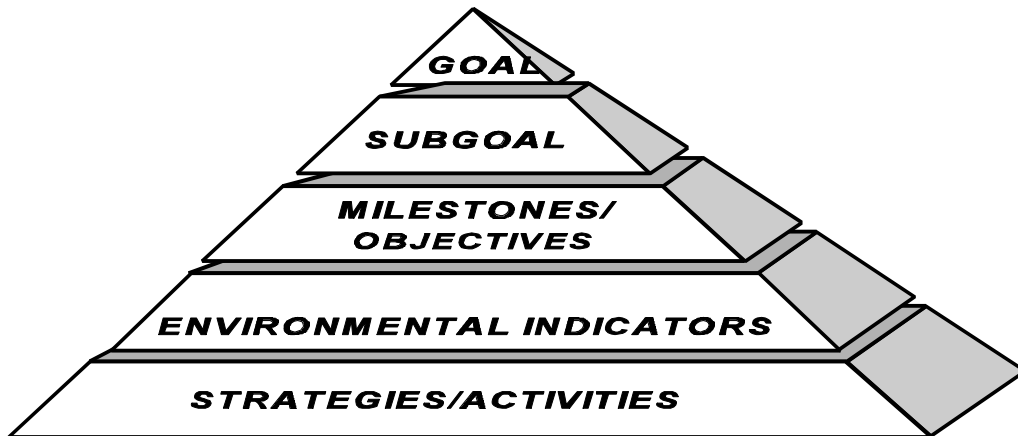 GOAL
SUBGOAL
MILESTONES/
OBJECTIVES
ENVIRONMENTAL INDICATORS
STRATEGIES/ACTIVITIES